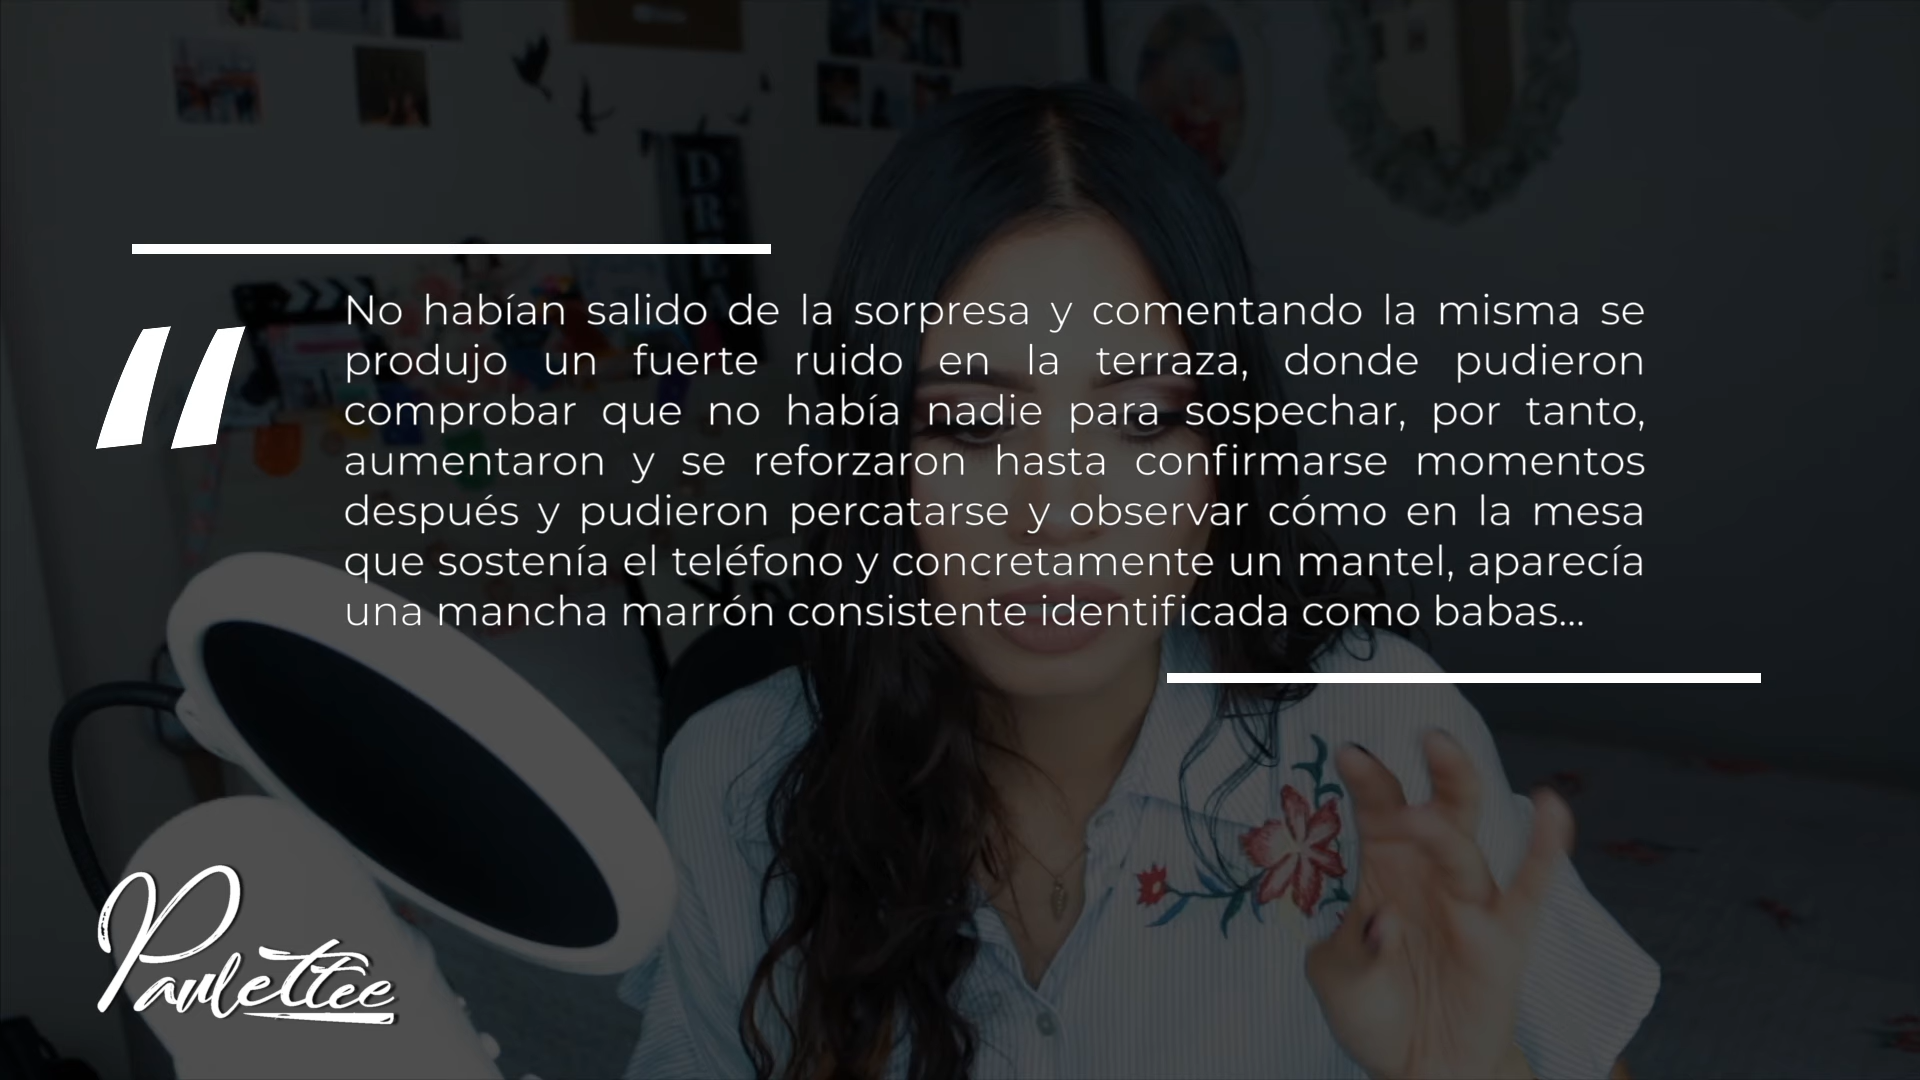 No habían salido de la sorpresa y comentando la misma se
produjo un fuerte ruido en la terraza, donde pudieron
comprobar que no había nadie para sospechar, por tanto,
aumentaron y se reforzaron hasta confirmarse momentos
después y pudieron percatarse y observar cómo en la mesa
que sostenía el teléfono y concretamente un mantel, aparecía
una mancha marrón consistente identificada como babas...
Paulettee